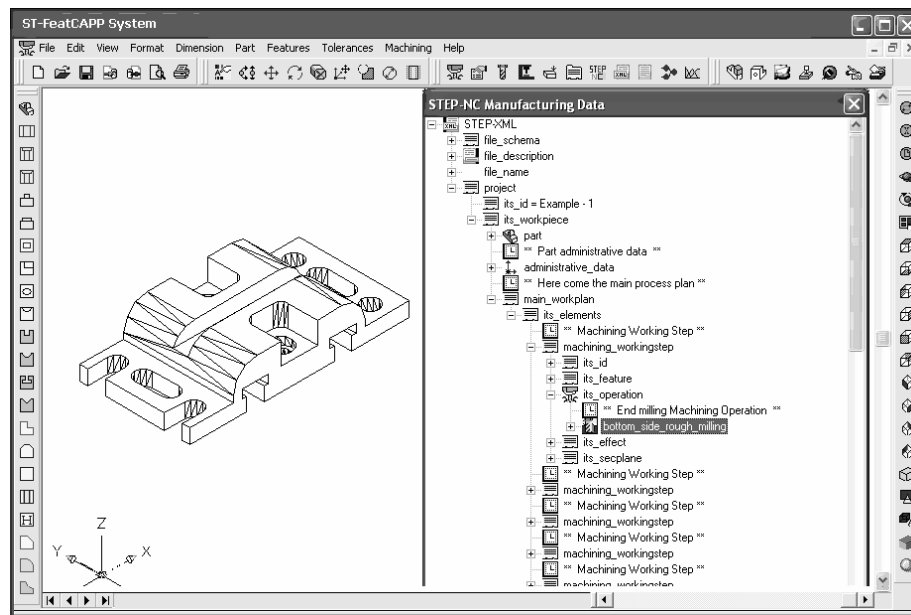 ST-FeatCAPP System
File Edit View Format Dimension Part Features Tolerances Machining Help
STEP-NC Manufacturing Data
STEP-XML
file_schema
file_description
file_name
project
its_id = Example - 1
its_workpiece
part
** Part administrative data **
administrative_data
** Here come the main process plan **
main_workplan
its_elements
** Machining Working Step **
machining_workingstep
its_id
its_feature
its_operation
** End milling Machining Operation **
bottom_side_rough_milling
its_effect
its_secplane
** Machining Working Step **
machining_workingstep
** Machining Working Step **
machining_workingstep
** Machining Working Step **
machining_workingstep
** Machining Working Step **
machining_workingstep
Z
Y X